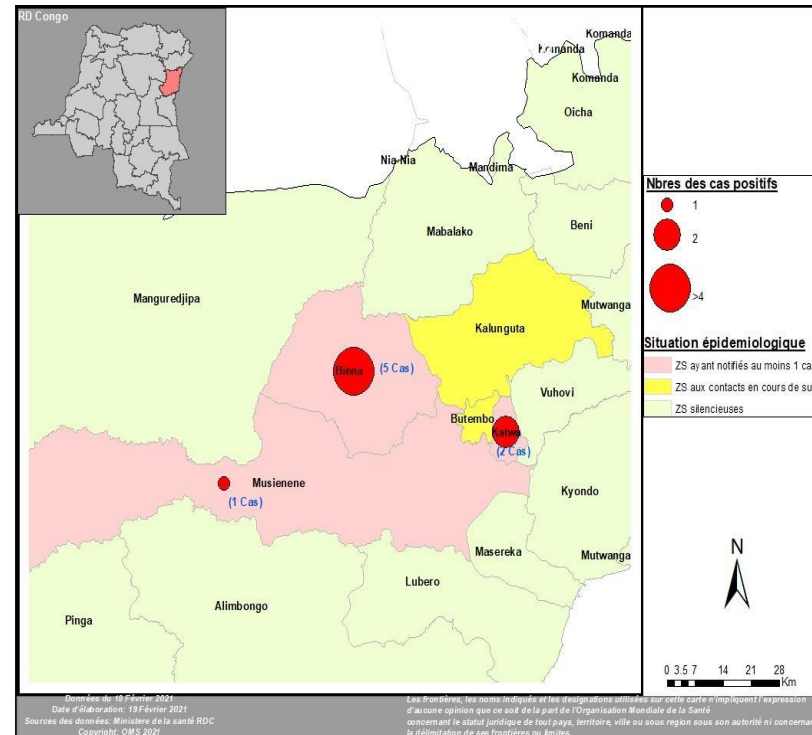 RD Congo
Komanda
Komanda
Komanda
Oicha
Nia-Nia
Mandima
Mabalako
Beni
Manguredjipa
Mutwanga
Kalunguta
Biena
(5 Cas)
Vuhovi
Butembo
Katwa
(2 Cas)
Musienene
(1 Cas)
Kyondo
Masereka
Mutwanga
Lubero
Alimbongo
Pinga
Nbres des cas positifs
1
2
>4
Situation épidemiologique
ZS ayant notifiés au moins 1 ca
ZS aux contacts en cours de su
ZS silencieuses
N
0 3.5 7 14 21 28
Km
Données du 18 Février 2021
Date d'élaboration: 19 Février 2021
Sources des données: Ministere de la santé RDC
Copyright: OMS 2021
Les frontières, les noms indiqués et les designations utilisées sur cette carte n'impliquent l'expression
d'aucune opinion que ce soit de la part de l'Organisation Mondiale de la Santé
concernant le statut juridique de tout pays, territoire, ville ou sous region sous son autorité ni concernan
la délimitation de ses frontières ou limites.